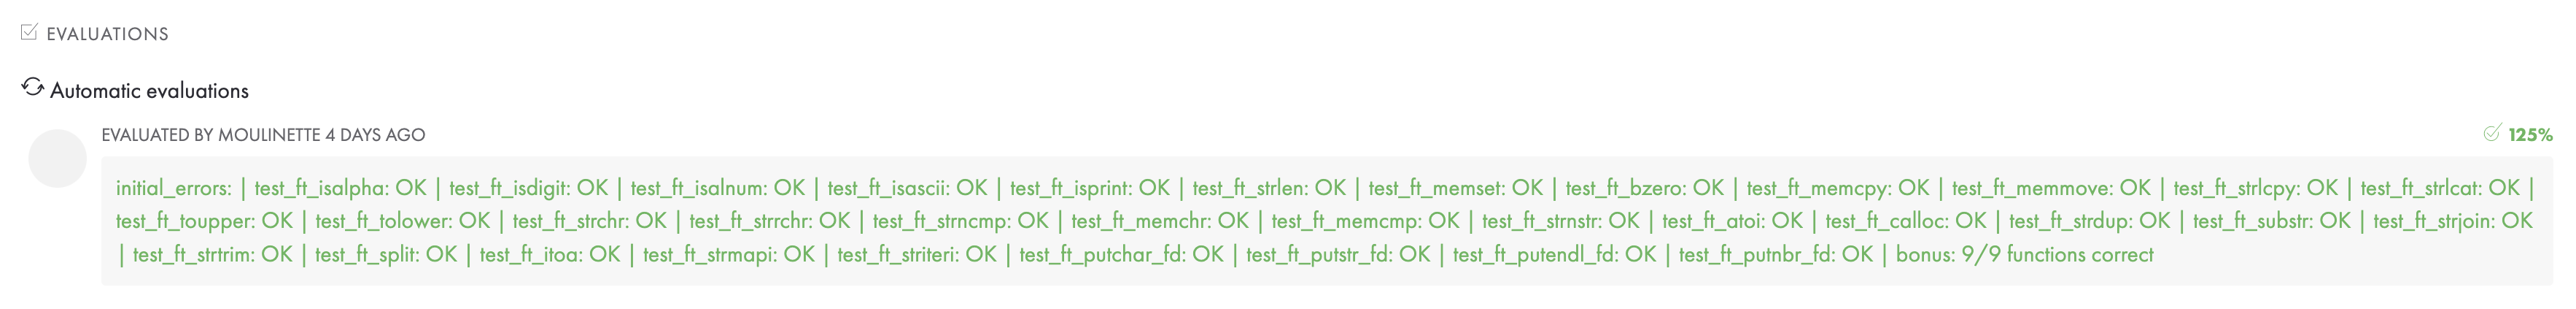 EVALUATIONS
Automatic evaluations
EVALUATED BY MOULINETTE 4 DAYS AGO
125%
initial_errors: | test_ft_isalpha: OK | test_ft_isdigit: OK | test_ft_isalnum: OK | test_ft_isascii: OK | test_ft_isprint: OK | test_ft_strlen: OK | test_ft_memset: OK | test_ft_bzero: OK | test_ft_memcpy: OK | test_ft_memmove: OK | test_ft_strlcpy: OK | test_ft_strlcat: OK |
test_ft_toupper: OK | test_ft_tolower: OK | test_ft_strchr: OK | test_ft_strrchr: OK | test_ft_strncmp: OK | test_ft_memchr: OK | test_ft_memcmp: OK | test_ft_strnstr: OK | test_ft_atoi: OK | test_ft_calloc: OK | test_ft_strdup: OK | test_ft_substr: OK | test_ft_strjoin: OK
| test_ft_strtrim: OK | test_ft_split: OK | test_ft_itoa: OK | test_ft_strmapi: OK | test_ft_striteri: OK | test_ft_putchar_fd: OK | test_ft_putstr_fd: OK | test_ft_putendl_fd: OK | test_ft_putnbr_fd: OK | bonus: 9/9 functions correct